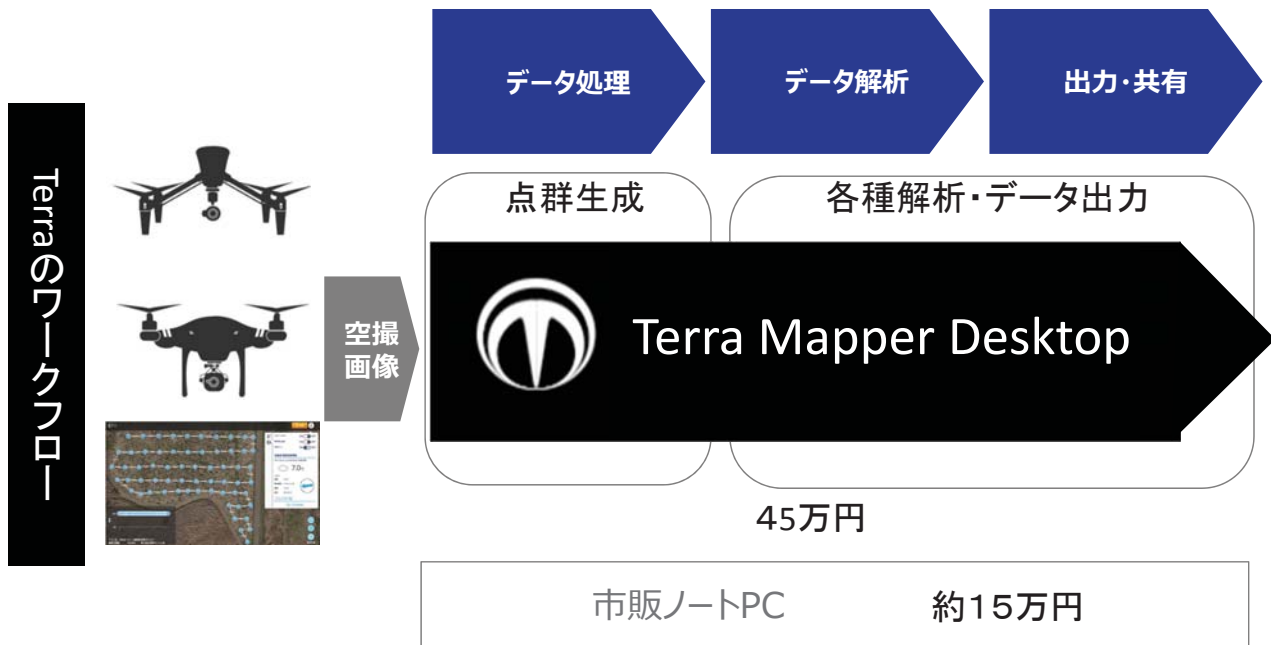 データ処理
データ解析
出力・共有
Terraのワークフロー
点群生成
各種解析・データ出力
空撮
画像
Terra Mapper Desktop
7.0
45万円
市販ノートPC 約15万円